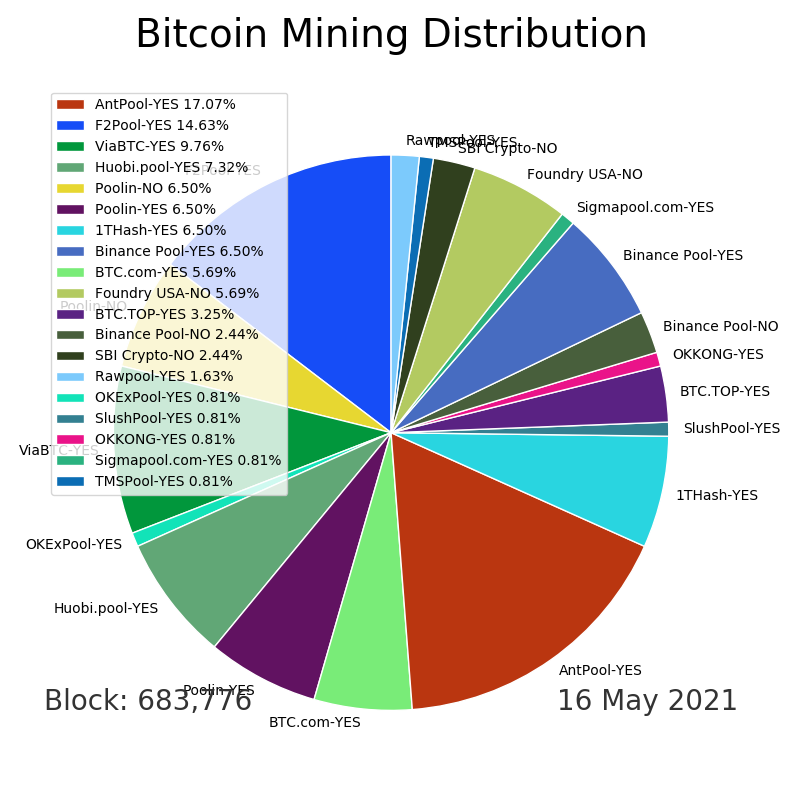 Bitcoin Mining Distribution
AntPool-YES 17.07%
F2Pool-YES 14.63%
ViaBTC-YES 9.76%
Huobi.pool-YES 7.32%
Poolin-NO 6.50%
Poolin-YES 6.50%
1THash-YES 6.50%
Binance Pool-YES 6.50%
BTC.com-YES 5.69%
Foundry USA-NO 5.69%
BTC.TOP-YES 3.25%
Binance Pool-NO 2.44%
SBI Crypto-NO 2.44%
Rawpool-YES 1.63%
OKExPool-YES 0.81%
SlushPool-YES 0.81%
OKKONG-YES 0.81%
Sigmapool.com-YES 0.81%
TMSPool-YES 0.81%
Rawpool-YES
TMSPool-YES
SBI Crypto-NO
Foundry USA-NO
Sigmapool.com-YES
Binance Pool-YES
Binance Pool-NO
OKKONG-YES
BTC.TOP-YES
SlushPool-YES
1THash-YES
AntPool-YES
BTC.com-YES
Poolin-YES
Huobi.pool-YES
OKExPool-YES
ViaBTC-YES
Poolin-NO
F2Pool-YES
Block: 683,776
16 May 2021